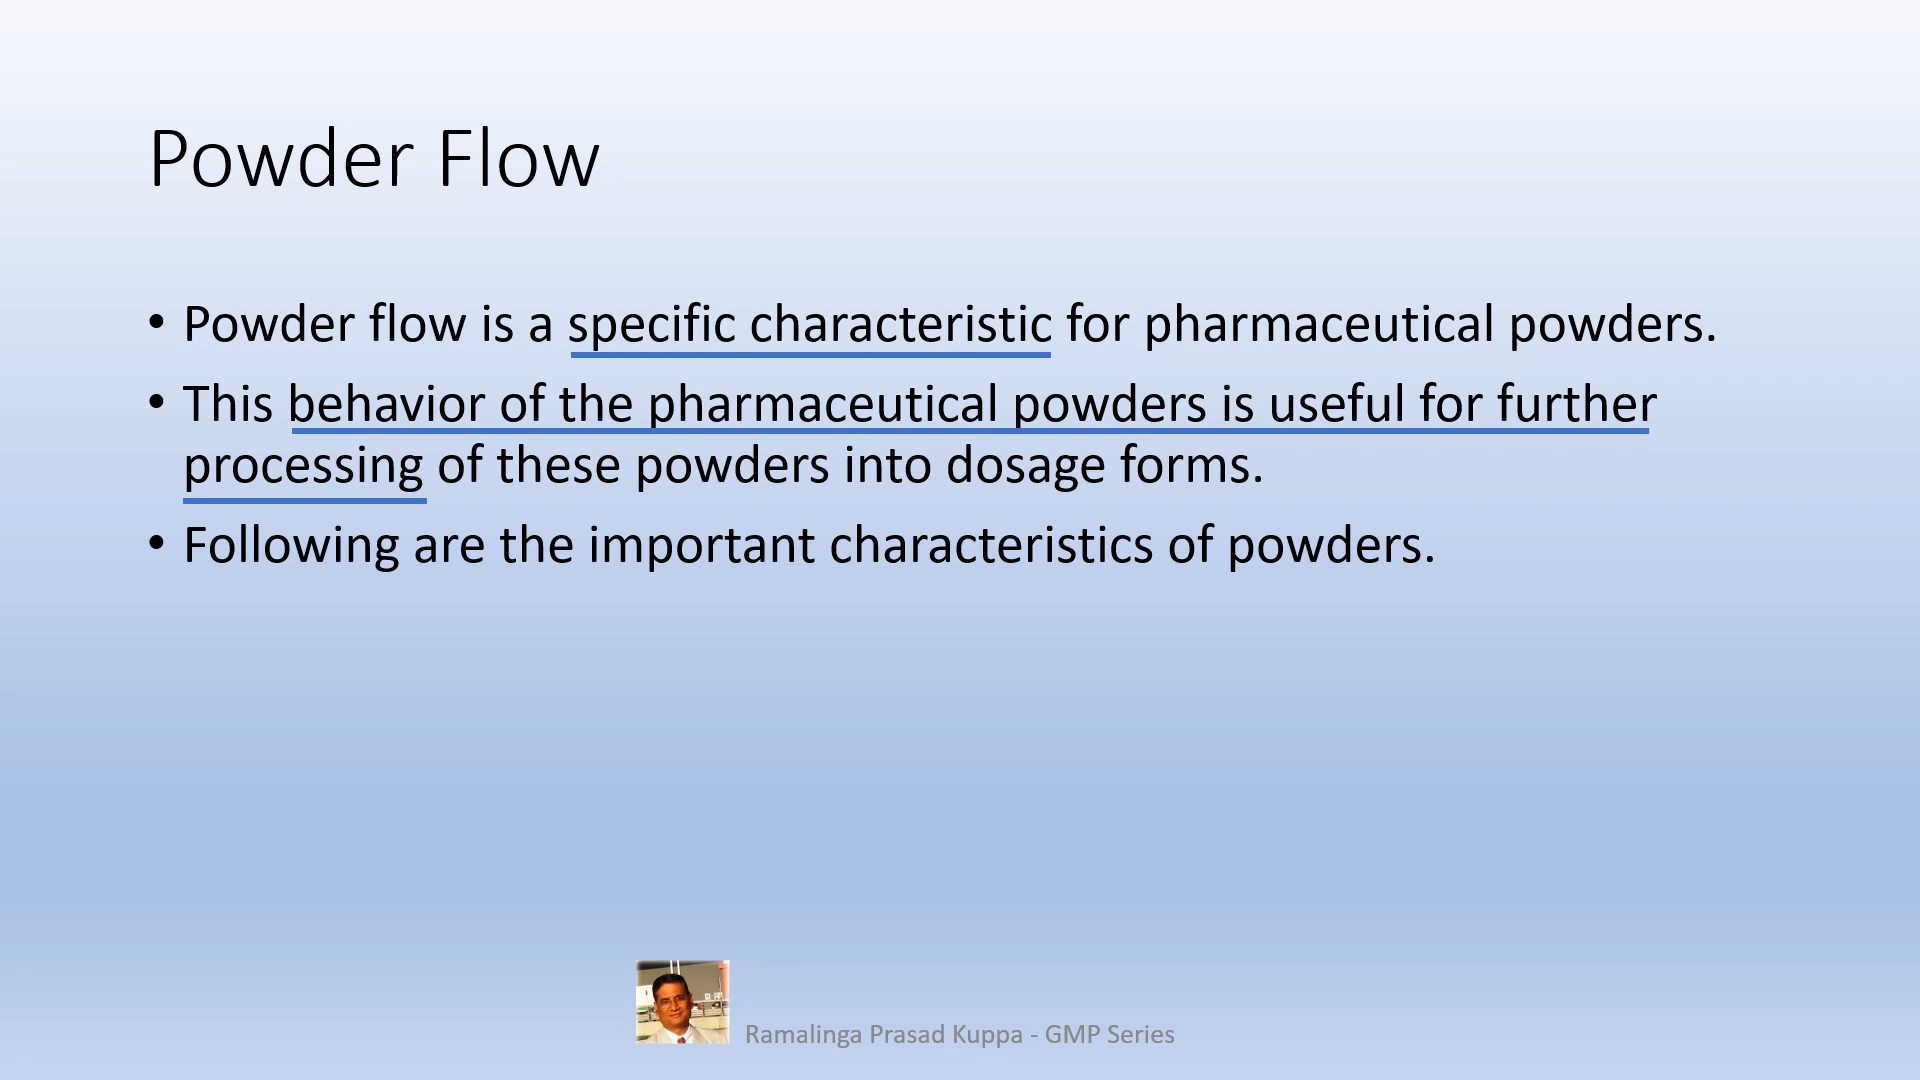 Powder Flow
• Powder flow is a specific characteristic for pharmaceutical powders.
• This behavior of the pharmaceutical powders is useful for further
processing of these powders into dosage forms.
• Following are the important characteristics of powders.
Ramalinga Prasad Kuppa - GMP Series